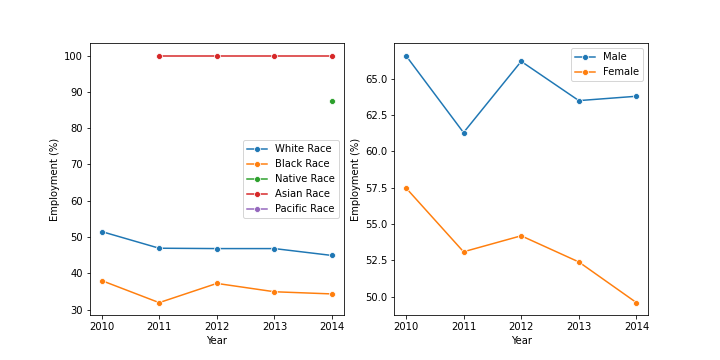 100
90
80
70
60
50
40
30
Employment (%)
2010 2011 2012 2013 2014
Year
White Race
Black Race
Native Race
Asian Race
Pacific Race
65.0
62.5
60.0
57.5
55.0
52.5
50.0
Employment (%)
2010 2011 2012 2013 2014
Year
Male
Female